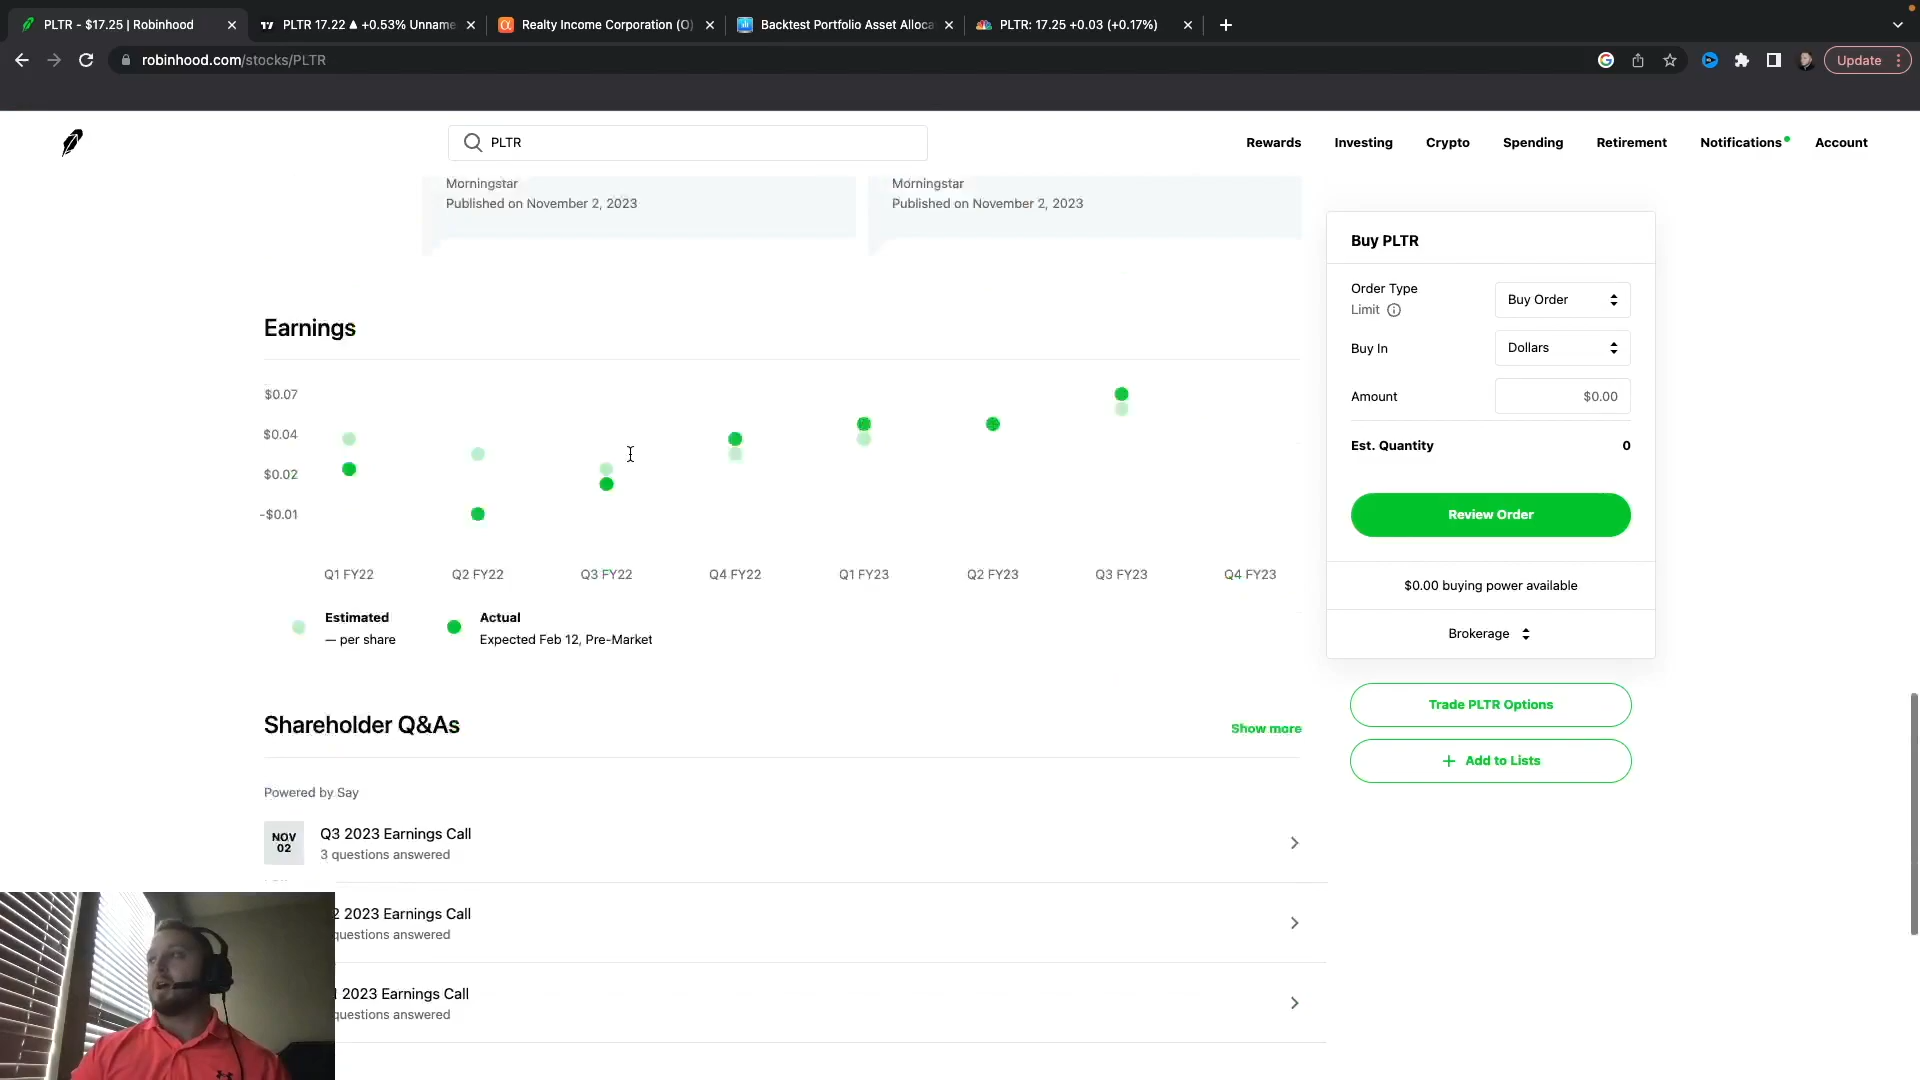 PLTR - $17.25 | Robinhood
PLTR 17.22 ▲ +0.53% Unname
Realty Income Corporation (O)
Backtest Portfolio Asset Alloca
PLTR: 17.25 +0.03 (+0.17%)
robinhood.com/stocks/PLTR
Update
PLTR
Rewards
Investing
Crypto
Spending
Retirement
Notifications
Account
Morningstar
Published on November 2, 2023
Morningstar
Published on November 2, 2023
Earnings
$0.07
$0.04
$0.02
-$0.01
Q1 FY22
Q2 FY22
Q3 FY22
Q4 FY22
Q1 FY23
Q2 FY23
Q3 FY23
Q4 FY23
Estimated
— per share
Actual
Expected Feb 12, Pre-Market
Shareholder Q&As
Show more
Powered by Say
NOV
02
Q3 2023 Earnings Call
3 questions answered
2 2023 Earnings Call
questions answered
2023 Earnings Call
questions answered
Buy PLTR
Order Type
Limit
Buy Order
Buy In
Dollars
Amount
$0.00
Est. Quantity
0
Review Order
$0.00 buying power available
Brokerage
Trade PLTR Options
+ Add to Lists